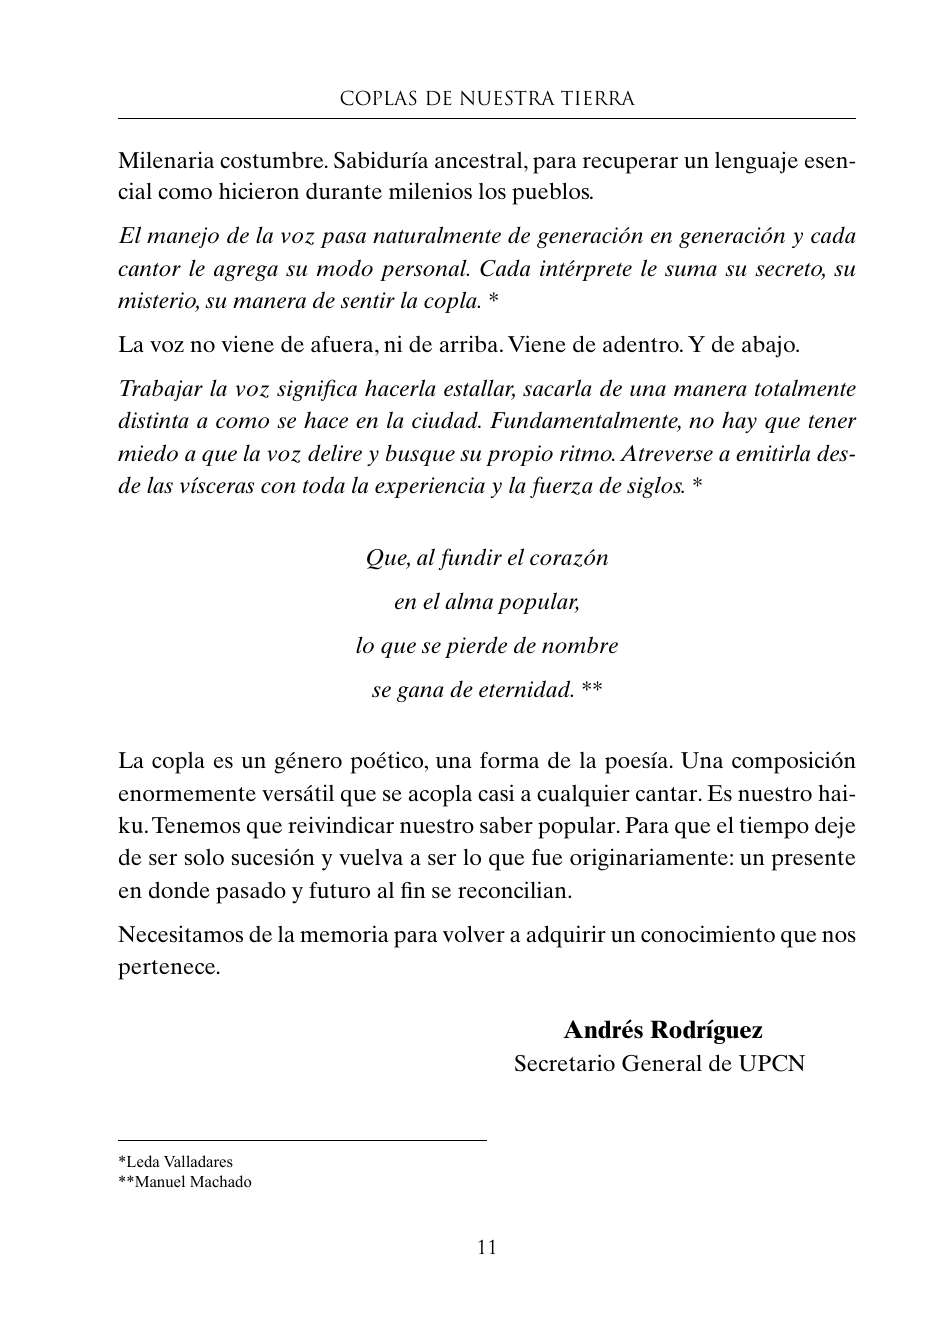 COPLAS DE NUESTRA TIERRA
Milenaria costumbre. Sabiduría ancestral, para recuperar un lenguaje esen-
cial como hicieron durante milenios los pueblos.
El manejo de la voz pasa naturalmente de generación en generación y cada
cantor le agrega su modo personal. Cada intérprete le suma su secreto, su
misterio, su manera de sentir la copla. *
La voz no viene de afuera, ni de arriba. Viene de adentro. Y de abajo.
Trabajar la voz significa hacerla estallar, sacarla de una manera totalmente
distinta a como se hace en la ciudad. Fundamentalmente, no hay que tener
miedo a que la voz delire y busque su propio ritmo. Atreverse a emitirla des-
de las vísceras con toda la experiencia y la fuerza de siglos. *
Que, al fundir el corazón
en el alma popular,
lo que se pierde de nombre
se gana de eternidad. **
La copla es un género poético, una forma de la poesía. Una composición
enormemente versátil que se acopla casi a cualquier cantar. Es nuestro hai-
ku. Tenemos que reivindicar nuestro saber popular. Para que el tiempo deje
de ser solo sucesión y vuelva a ser lo que fue originariamente: un presente
en donde pasado y futuro al fin se reconcilian.
Necesitamos de la memoria para volver a adquirir un conocimiento que nos
pertenece.
Andrés Rodríguez
Secretario General de UPCN
*Leda Valladares
**Manuel Machado
11